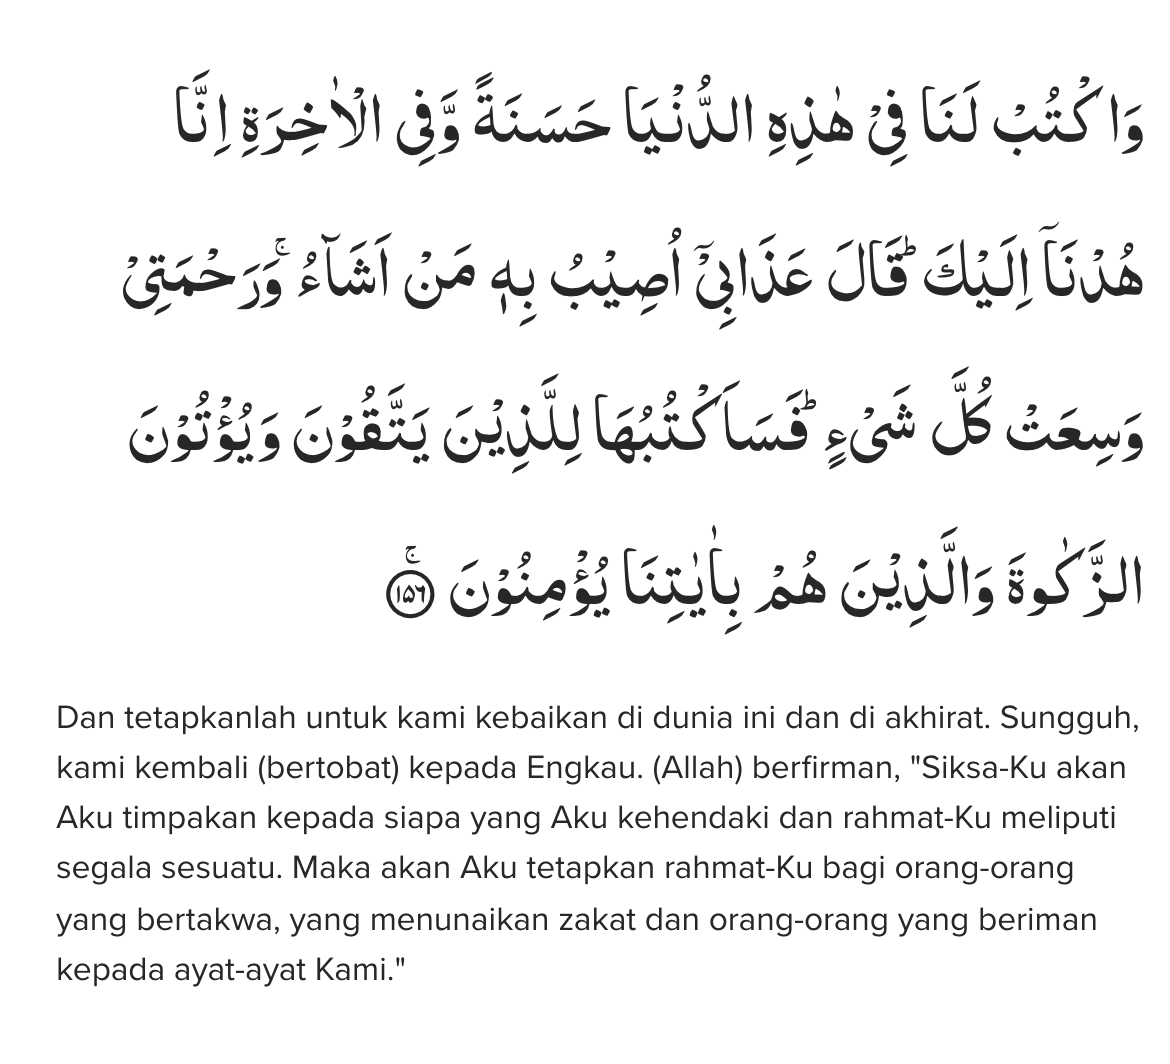 وَاكْتُبْ لَنَا فِيْ هٰذِهِ الدُّنْيَا حَسَنَةً وَّفِى الْاٰخِرَةِ اِنَّا
هُدْنَآ اِلَيْكَ ۗقَالَ عَذَابِيْٓ اُصِيْبُ بِهٖ مَنْ اَشَاۤءُ ۚوَرَحْمَتِيْ
وَسِعَتْ كُلَّ شَيْءٍ ۗفَسَاَكْتُبُهَا لِلَّذِيْنَ يَتَّقُوْنَ وَيُؤْتُوْنَ
الزَّكٰوةَ وَالَّذِيْنَ هُمْ بِاٰيٰتِنَا يُؤْمِنُوْنَ ۚ ۝١٥٦
Dan tetapkanlah untuk kami kebaikan di dunia ini dan di akhirat. Sungguh,
kami kembali (bertobat) kepada Engkau. (Allah) berfirman, "Siksa-Ku akan
Aku timpakan kepada siapa yang Aku kehendaki dan rahmat-Ku meliputi
segala sesuatu. Maka akan Aku tetapkan rahmat-Ku bagi orang-orang
yang bertakwa, yang menunaikan zakat dan orang-orang yang beriman
kepada ayat-ayat Kami."